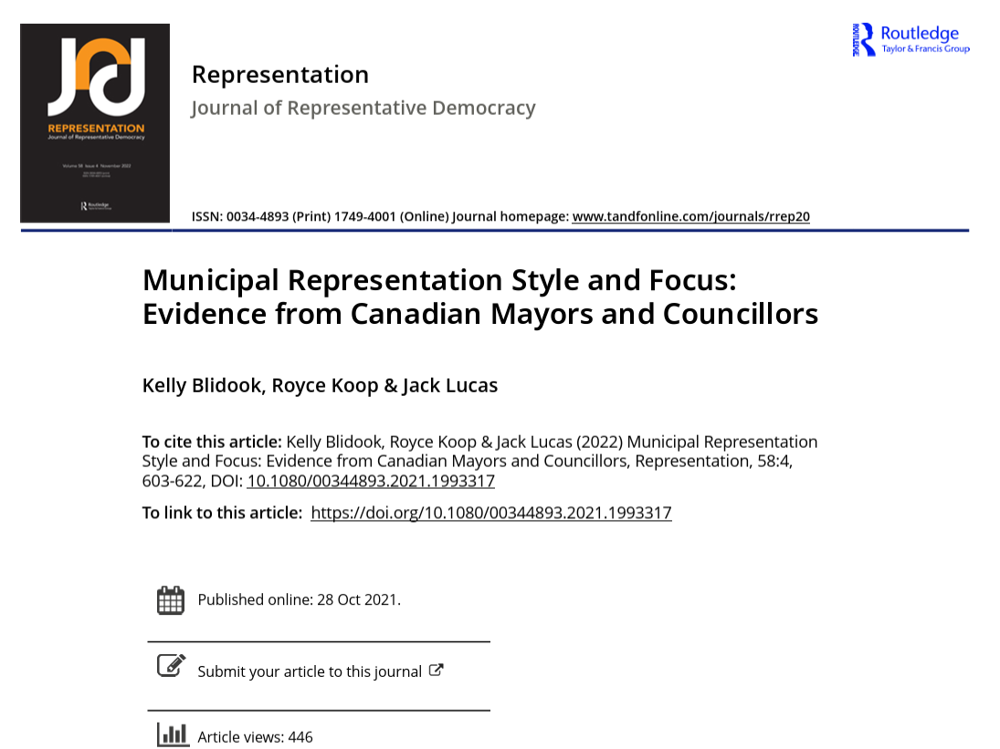 REPRESENTATION
Journal of Representative Democracy
Volume 58 Issue 4 November 2022
Routledge
Representation
Journal of Representative Democracy
ROUTLEDGE
Routledge
Taylor & Francis Group
ISSN: 0034-4893 (Print) 1749-4001 (Online) Journal homepage: www.tandfonline.com/journals/rrep20
Municipal Representation Style and Focus:
Evidence from Canadian Mayors and Councillors
Kelly Blidook, Royce Koop & Jack Lucas
To cite this article: Kelly Blidook, Royce Koop & Jack Lucas (2022) Municipal Representation
Style and Focus: Evidence from Canadian Mayors and Councillors, Representation, 58:4,
603-622, DOI: 10.1080/00344893.2021.1993317
To link to this article: https://doi.org/10.1080/00344893.2021.1993317
Published online: 28 Oct 2021.
Submit your article to this journal
Article views: 446